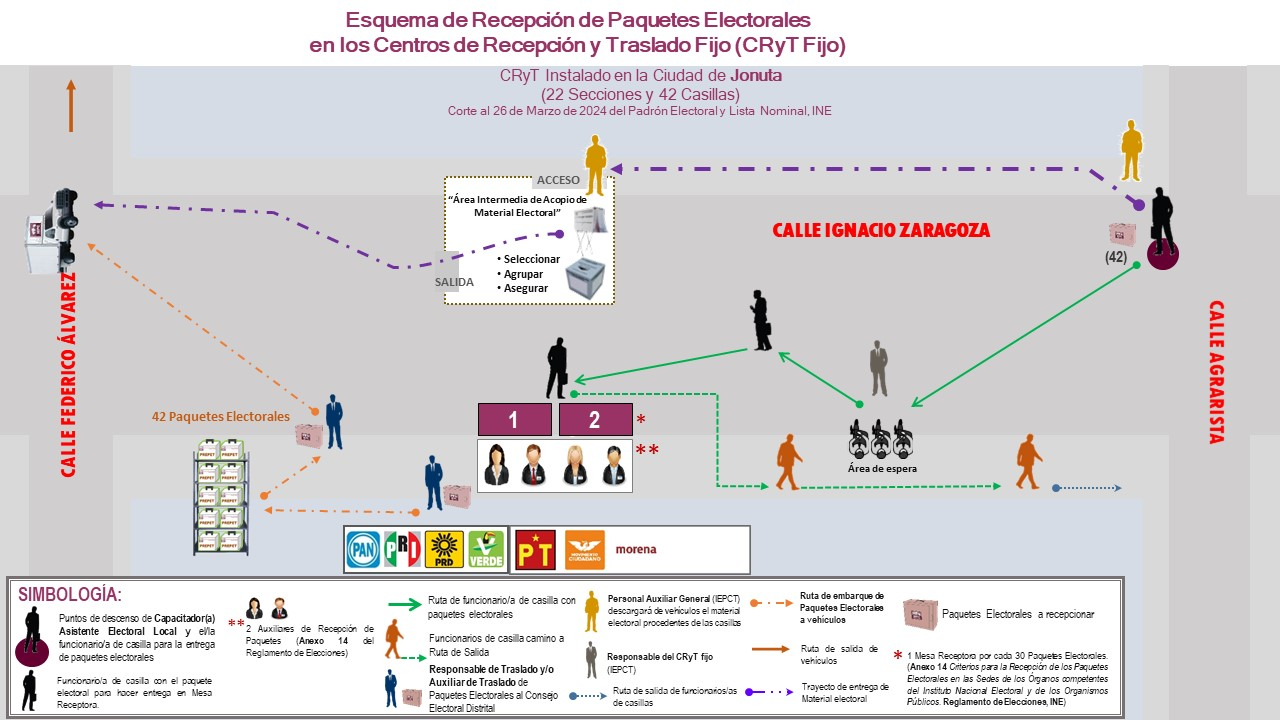 Esquema de Recepción de Paquetes Electorales
en los Centros de Recepción y Traslado Fijo (CRyT Fijo)
CRyT Instalado en la Ciudad de Jonuta
(22 Secciones y 42 Casillas)
Corte al 26 de Marzo de 2024 del Padrón Electoral y Lista Nominal, INE
ACCESO
“Área Intermedia de Acopio de
Material Electoral”
• Seleccionar
• Agrupar
• Asegurar
SALIDA
CALLE IGNACIO ZARAGOZA
(42)
CALLE FEDERICO ÁLVAREZ
CALLE AGRARISTA
42 Paquetes Electorales
1
2
*
**
Área de espera
PREPET
PREPET
PREPET
PREPET
PREPET
PREPET
PREPET
PREPET
PREPET
PREPET
PAN
PRI
PRD
VERDE
PT
MOVIMIENTO
CIUDADANO
morena
SIMBOLOGÍA:
Puntos de descenso de Capacitador(a)
Asistente Electoral Local y el/la
funcionario/a de casilla para la entrega
de paquetes electorales
Funcionario/a de casilla con el paquete
electoral para hacer entrega en Mesa
Receptora.
**
2 Auxiliares de Recepción de
Paquetes (Anexo 14 del
Reglamento de Elecciones)
Ruta de funcionario/a de casilla con
paquetes electorales
Funcionarios de casilla camino a
Ruta de Salida
Responsable de Traslado y/o
Auxiliar de Traslado de
Paquetes Electorales al Consejo
Electoral Distrital
Personal Auxiliar General (IEPCT)
descargará de vehículos el material
electoral procedentes de las casillas
Responsable del CRyT fijo
(IEPCT)
Ruta de salida de funcionarios/as
de casillas
Ruta de embarque de
Paquetes Electorales
a vehículos
Ruta de salida de
vehículos
Trayecto de entrega de
Material electoral
Paquetes Electorales a recepcionar
* 1 Mesa Receptora por cada 30 Paquetes Electorales.
(Anexo 14 Criterios para la Recepción de los Paquetes
Electorales en las Sedes de los Órganos competentes
del Instituto Nacional Electoral y de los Organismos
Públicos. Reglamento de Elecciones, INE)